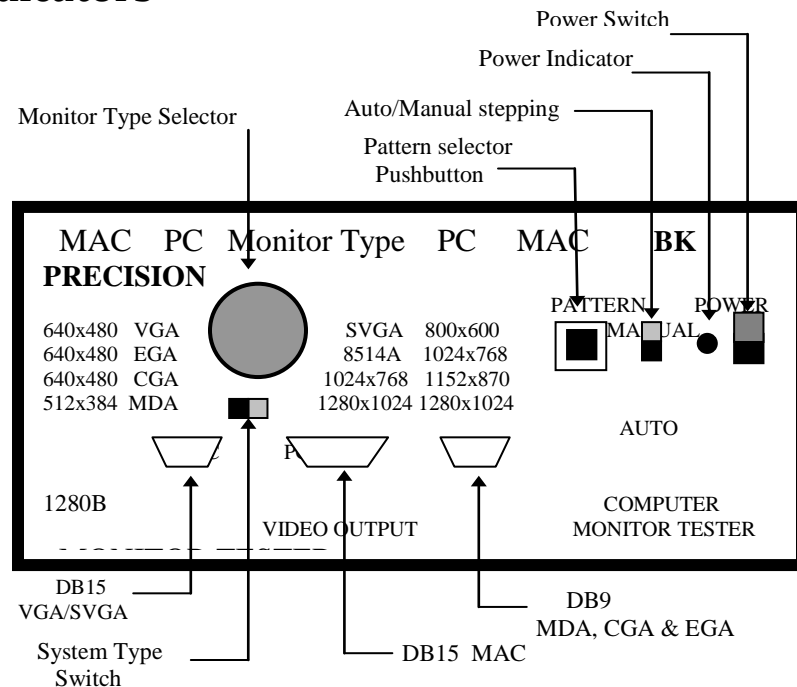 Power Switch
Power Indicator
Monitor Type Selector
Auto/Manual stepping
Pattern selector
Pushbutton
MAC PC Monitor Type PC MAC BK
PRECISION
PATTERN POWER
640x480 VGA SVGA 800x600 MANUAL
640x480 EGA 8514A 1024x768
640x480 CGA 1024x768 1152x870
512x384 MDA 1280x1024 1280x1024
AUTO
1280B COMPUTER
VIDEO OUTPUT MONITOR TESTER
DB15
VGA/SVGA
DB9
MDA, CGA & EGA
System Type
Switch
DB15 MAC